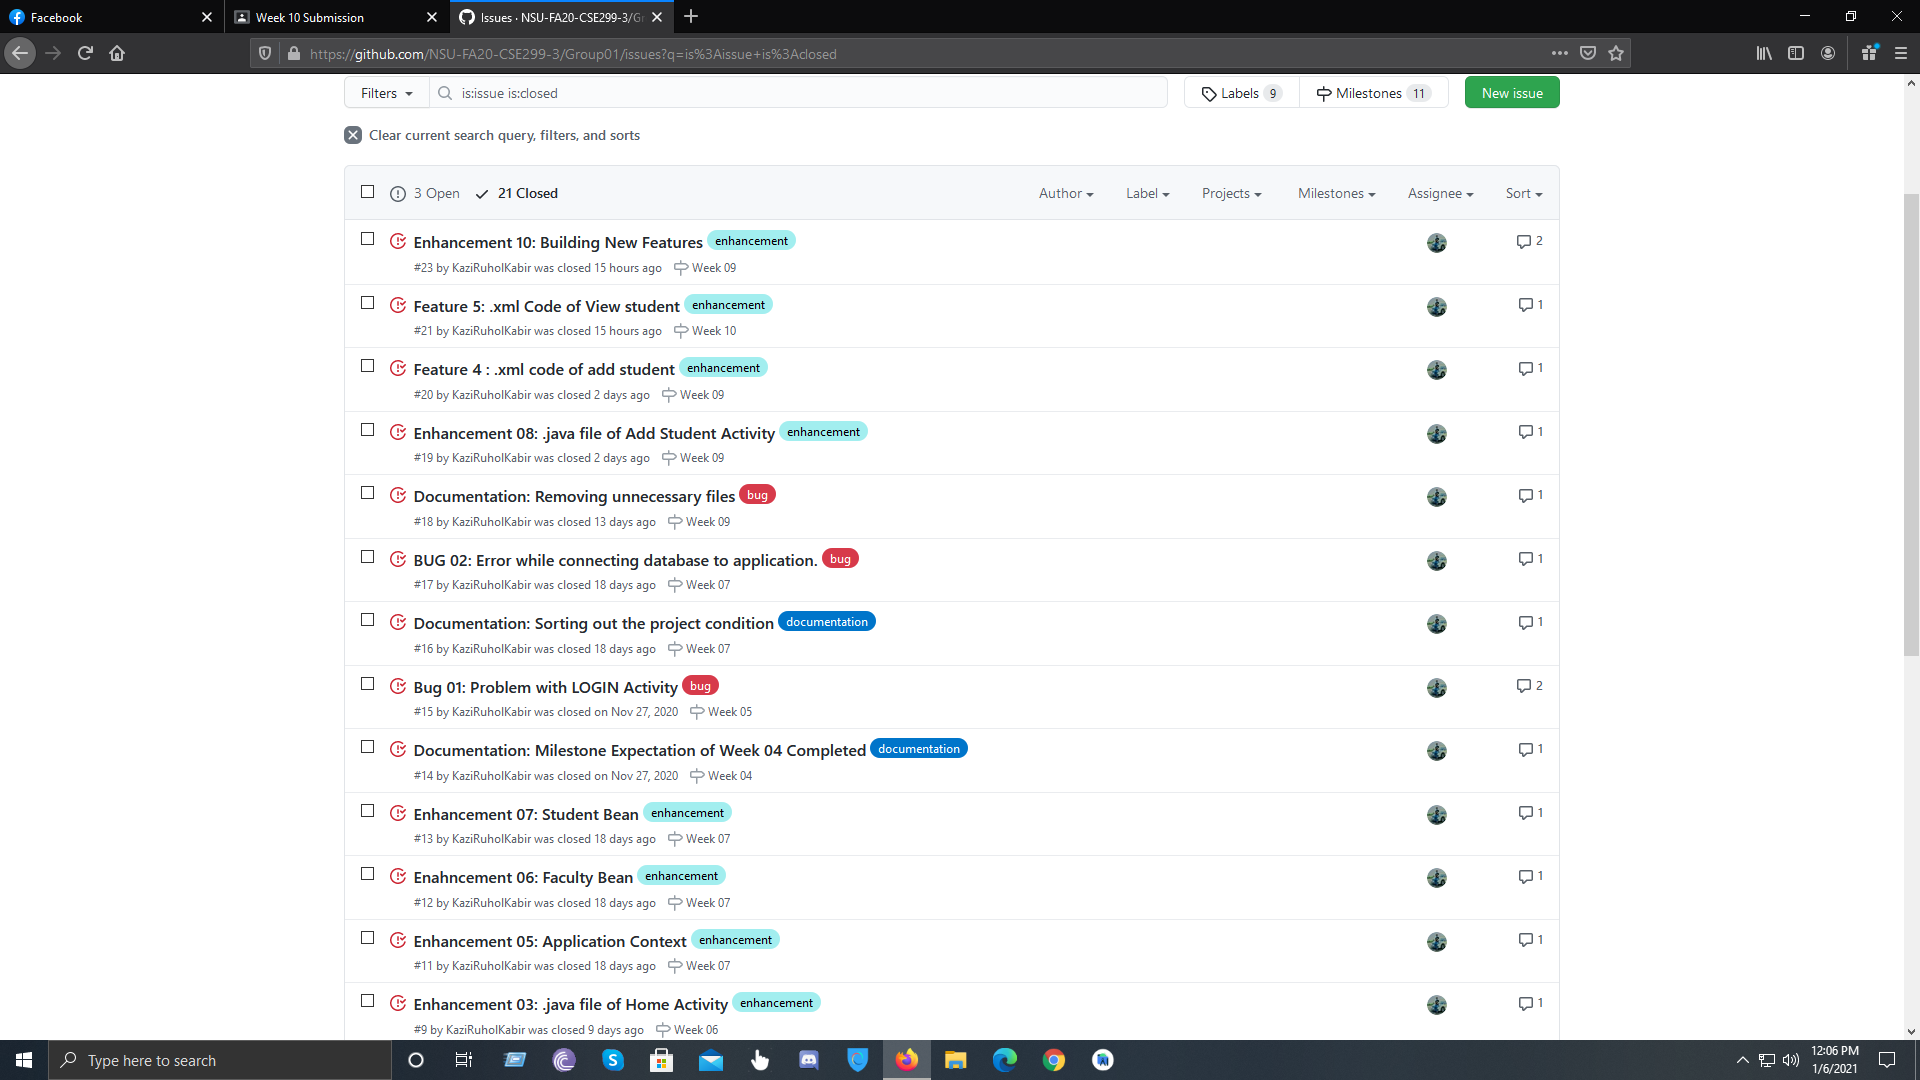 Facebook
Week 10 Submission
Issues · NSU-FA20-CSE299-3/Gr
https://github.com/NSU-FA20-CSE299-3/Group01/issues?q=is%3Aissue+is%3Aclosed
Filters
is:issue is:closed
Labels 9
Milestones 11
New issue
Clear current search query, filters, and sorts
3 Open 21 Closed
Author Label Projects Milestones Assignee Sort
Enhancement 10: Building New Features enhancement 2
#23 by KaziRuholKabir was closed 15 hours ago Week 09
Feature 5: .xml Code of View student enhancement 1
#21 by KaziRuholKabir was closed 15 hours ago Week 10
Feature 4 : .xml code of add student enhancement 1
#20 by KaziRuholKabir was closed 2 days ago Week 09
Enhancement 08: .java file of Add Student Activity enhancement 1
#19 by KaziRuholKabir was closed 2 days ago Week 09
Documentation: Removing unnecessary files bug 1
#18 by KaziRuholKabir was closed 13 days ago Week 09
BUG 02: Error while connecting database to application. bug 1
#17 by KaziRuholKabir was closed 18 days ago Week 07
Documentation: Sorting out the project condition documentation 1
#16 by KaziRuholKabir was closed 18 days ago Week 07
Bug 01: Problem with LOGIN Activity bug 2
#15 by KaziRuholKabir was closed on Nov 27, 2020 Week 05
Documentation: Milestone Expectation of Week 04 Completed documentation 1
#14 by KaziRuholKabir was closed on Nov 27, 2020 Week 04
Enhancement 07: Student Bean enhancement 1
#13 by KaziRuholKabir was closed 18 days ago Week 07
Enahncement 06: Faculty Bean enhancement 1
#12 by KaziRuholKabir was closed 18 days ago Week 07
Enhancement 05: Application Context enhancement 1
#11 by KaziRuholKabir was closed 18 days ago Week 07
Enhancement 03: .java file of Home Activity enhancement 1
#9 by KaziRuholKabir was closed 9 days ago Week 06
Type here to search
12:06 PM
1/6/2021